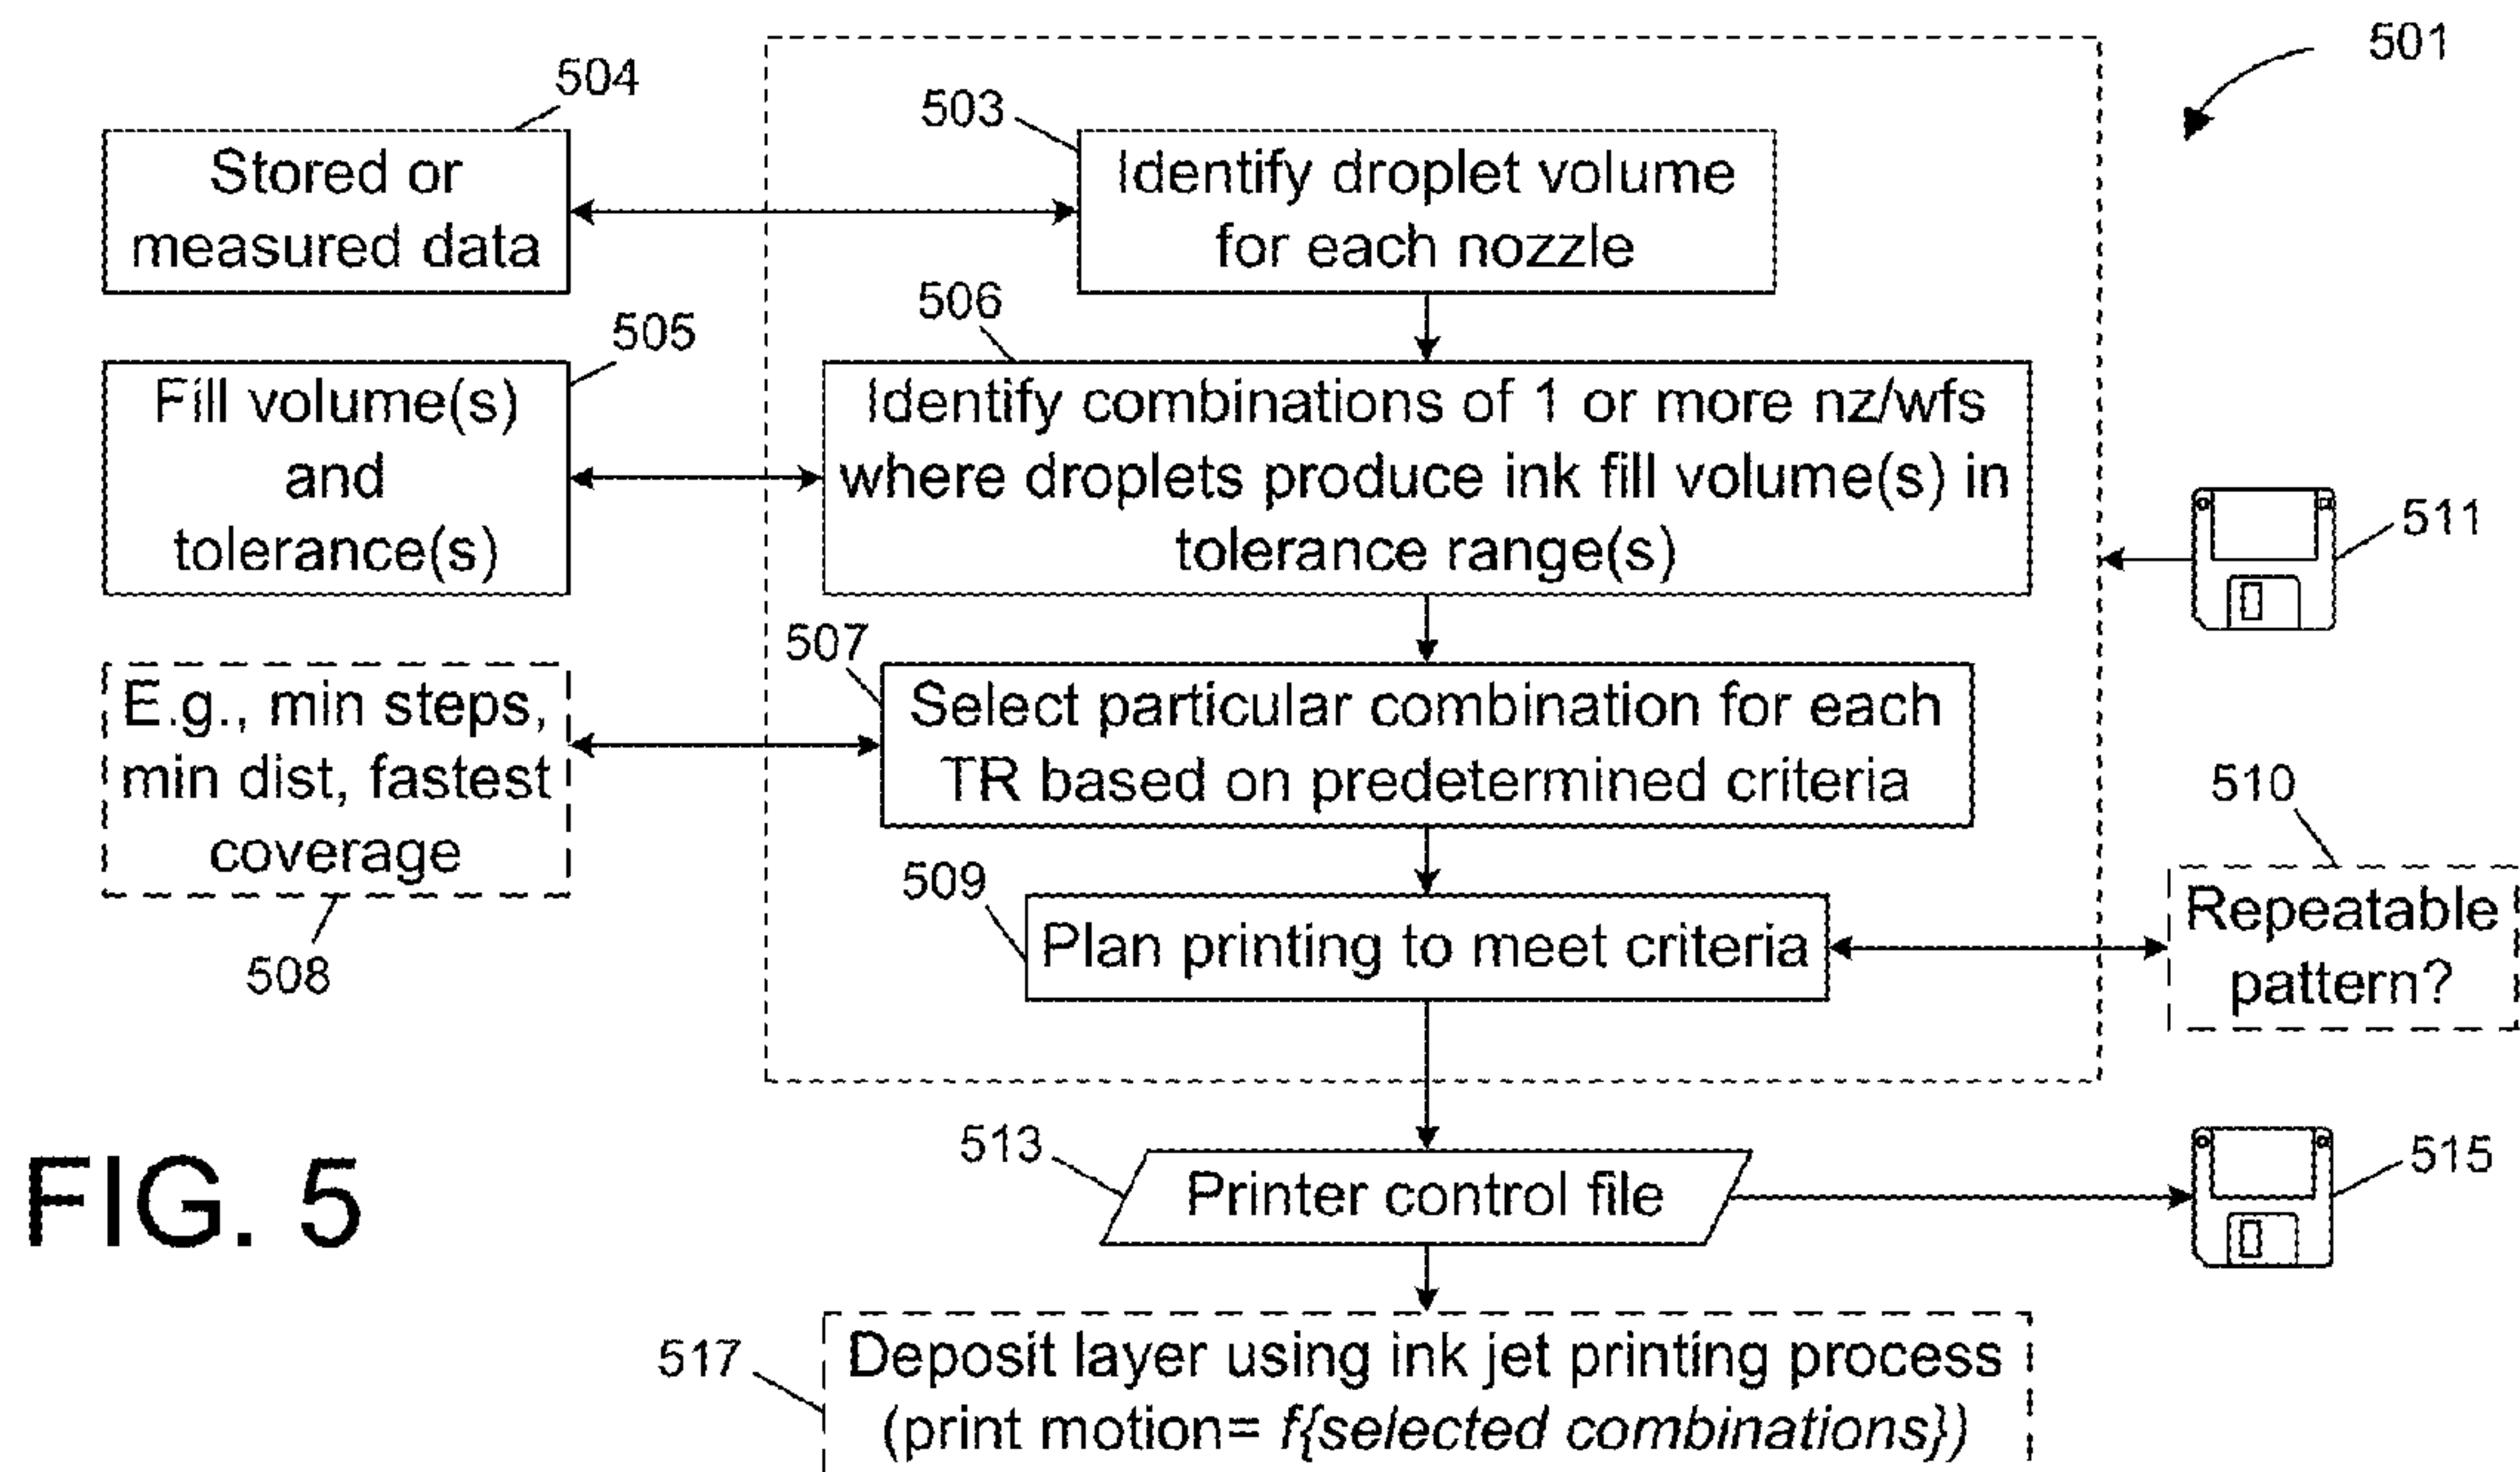 501
504
Stored or
measured data
503
Identify droplet volume
for each nozzle
505
Fill volume(s)
and
tolerance(s)
506
Identify combinations of 1 or more nz/wfs
where droplets produce ink fill volume(s) in
tolerance range(s)
511
E.g., min steps,
min dist, fastest
coverage
508
507
Select particular combination for each
TR based on predetermined criteria
509
Plan printing to meet criteria
510
Repeatable
pattern?
FIG. 5
513
Printer control file
515
517
Deposit layer using ink jet printing process
(print motion= f{selected combinations})